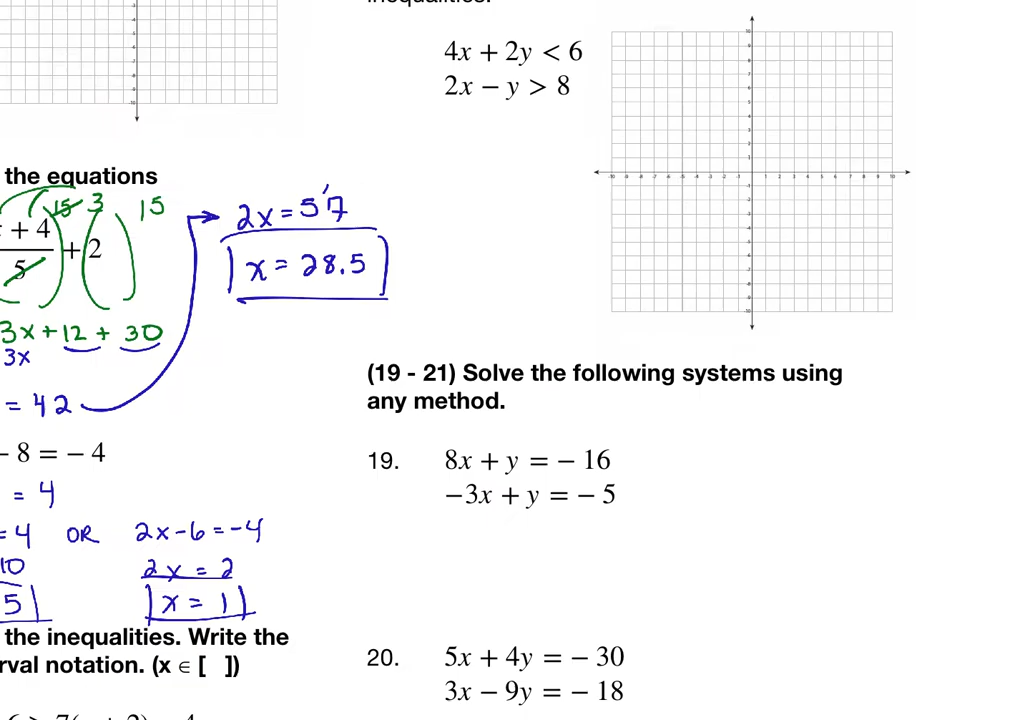 inequalities.
4x + 2y < 6
2x − y > 8
the equations
+ 4
5
15 3
+ 2
15
3x + 12 + 30
3x
= 42
2x = 57
x = 28.5
− 8 = − 4
= 4
= 4 OR 2x − 6 = −4
10
2x = 2
5
x = 1
the inequalities. Write the
rval notation. (x ∈ [ ])
(19 - 21) Solve the following systems using
any method.
19. 8x + y = − 16
−3x + y = − 5
20. 5x + 4y = − 30
3x − 9y = − 18